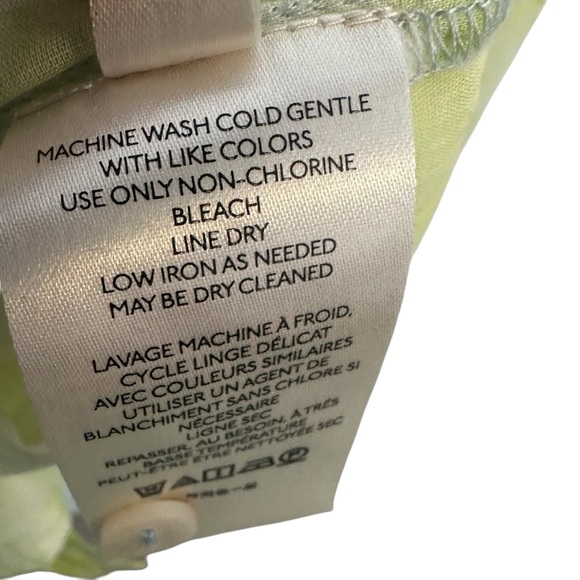 MACHINE WASH COLD GENTLE
WITH LIKE COLORS
USE ONLY NON-CHLORINE
BLEACH
LINE DRY
LOW IRON AS NEEDED
MAY BE DRY CLEANED
LAVAGE MACHINE À FROID,
CYCLE LINGE DÉLICAT
AVEC COULEURS SIMILAIRES
UTILISER UN AGENT DE
BLANCHIMENT SANS CHLORE SI
NÉCESSAIRE
LIGNE SEC
REPASSER, AU BESOIN, À TRÉS
BASSE TEMPÉRATURE
PEUT-ÊTRE ÊTRE NETTOYÉE SEC